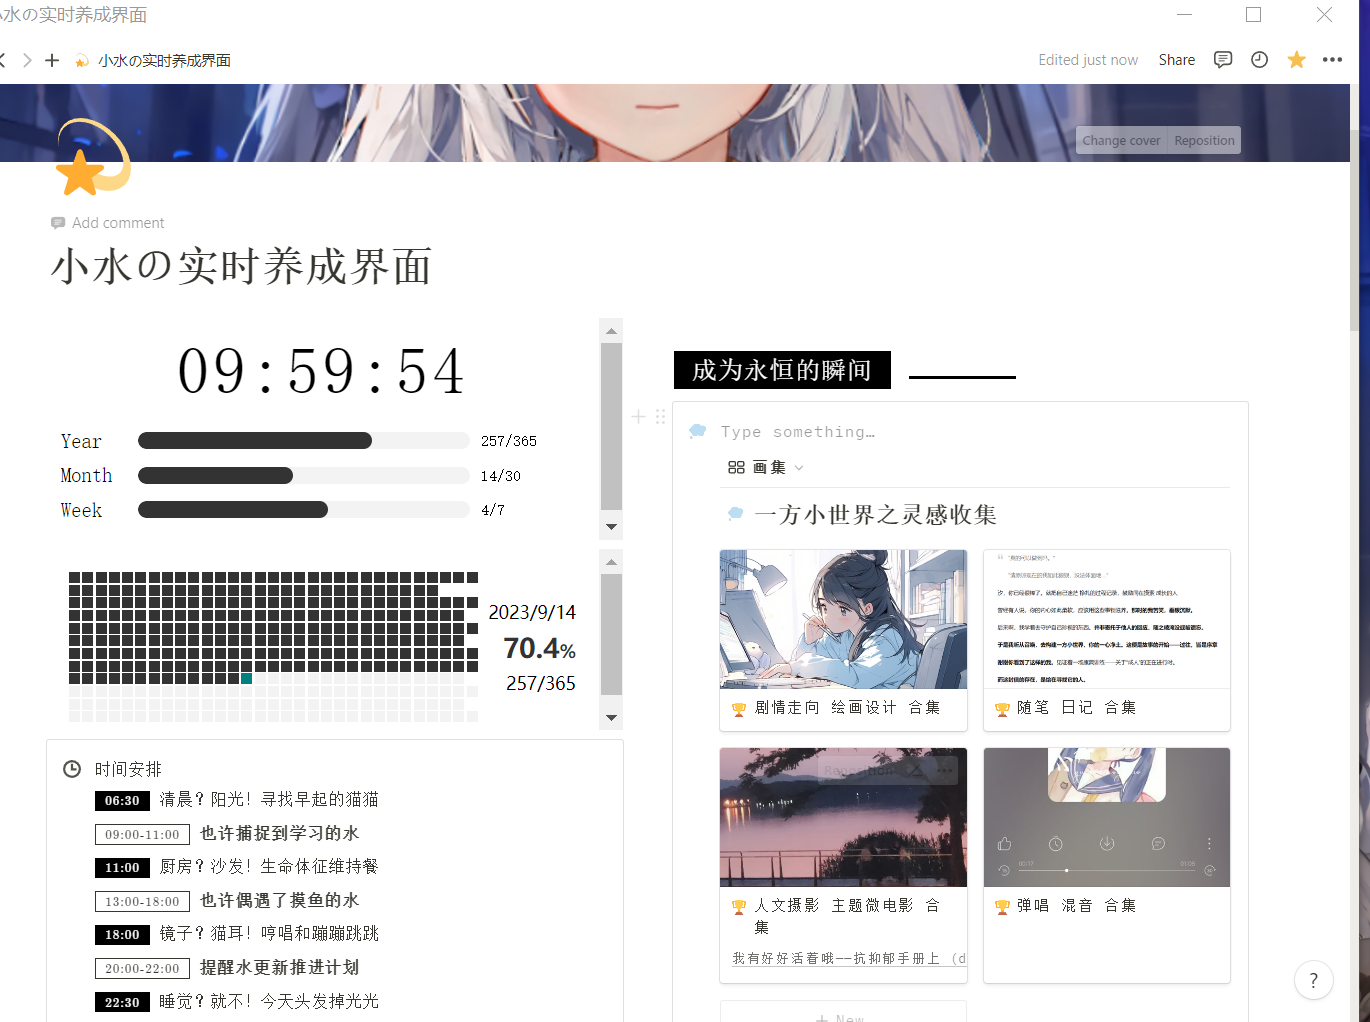 小水の实时养成界面
小水の实时养成界面
Edited just now
Share
Change cover
Reposition
Add comment
小水の实时养成界面
09:59:54
Year 257/365
Month 14/30
Week 4/7
2023/9/14
70.4%
257/365
时间安排
06:30 清晨？阳光！寻找早起的猫猫
09:00-11:00 也许捕捉到学习的水
11:00 厨房？沙发！生命体征维持餐
13:00-18:00 也许偶遇了摸鱼的水
18:00 镜子？猫耳！哼唱和蹦蹦跳跳
20:00-22:00 提醒水更新推进计划
22:30 睡觉？就不！今天头发掉光光
成为永恒的瞬间
Type something…
画集
一方小世界之灵感收集
剧情走向 绘画设计 合集
随笔 日记 合集
Reposition
人文摄影 主题微电影 合
集
我有好好活着哦——抗抑郁手册上 (d
弹唱 混音 合集
+ New
?